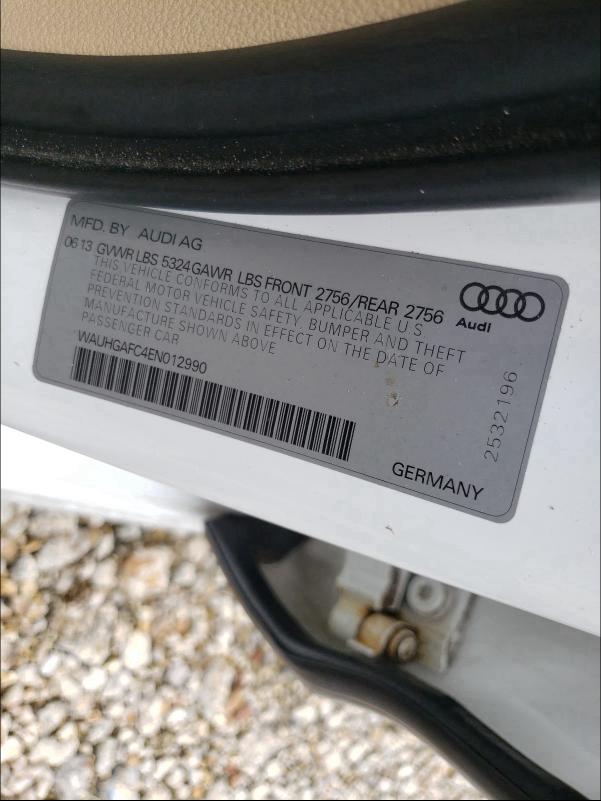 MFD. BY AUDI AG
06 13 GVWR LBS 5324 GAWR LBS FRONT 2756/REAR 2756
THIS VEHICLE CONFORMS TO ALL APPLICABLE U S
FEDERAL MOTOR VEHICLE SAFETY, BUMPER AND THEFT
PREVENTION STANDARDS IN EFFECT ON THE DATE OF
MANUFACTURE SHOWN ABOVE
PASSENGER CAR
WAUHGAFC4EN012990
Audi
2532196
GERMANY